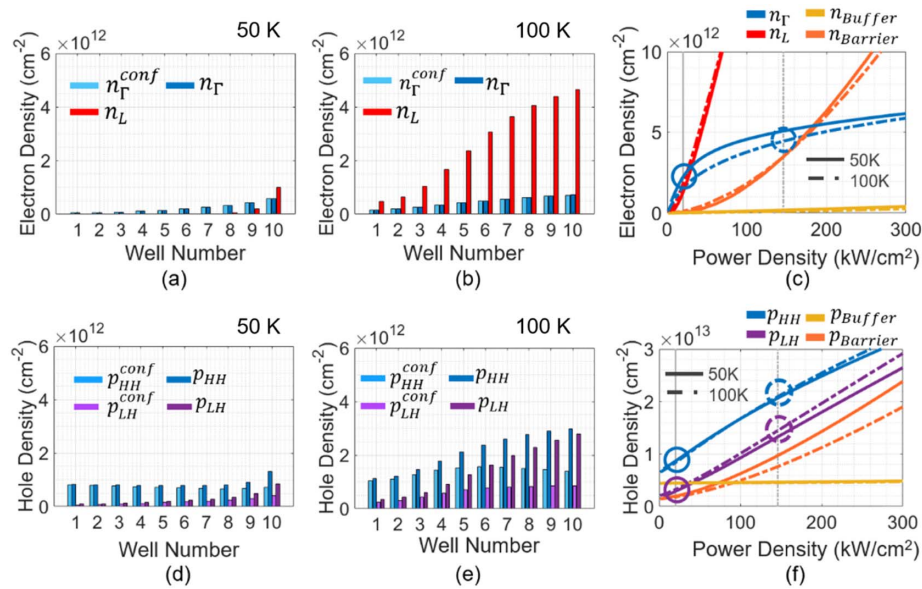 50 K
×10¹²
Electron Density (cm⁻²)
6
4
2
0
n_Γ^conf n_Γ
n_L
1 2 3 4 5 6 7 8 9 10
Well Number
(a)
100 K
×10¹²
Electron Density (cm⁻²)
6
4
2
0
n_Γ^conf n_Γ
n_L
1 2 3 4 5 6 7 8 9 10
Well Number
(b)
n_Γ n_Buffer
n_L n_Barrier
×10¹²
Electron Density (cm⁻²)
10
5
0
50K
100K
0 100 200 300
Power Density (kW/cm²)
(c)
50 K
×10¹²
Hole Density (cm⁻²)
6
4
2
0
p_HH^conf p_HH
p_LH^conf p_LH
1 2 3 4 5 6 7 8 9 10
Well Number
(d)
100 K
×10¹²
Hole Density (cm⁻²)
6
4
2
0
p_HH^conf p_HH
p_LH^conf p_LH
1 2 3 4 5 6 7 8 9 10
Well Number
(e)
p_HH p_Buffer
p_LH p_Barrier
×10¹³
Hole Density (cm⁻²)
3
2
1
0
50K
100K
0 100 200 300
Power Density (kW/cm²)
(f)